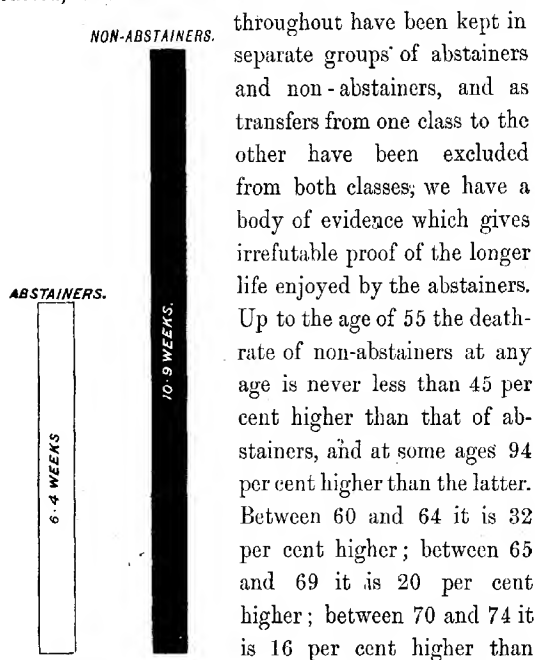 NON-ABSTAINERS.
ABSTAINERS.
6·4 WEEKS
10·9 WEEKS.
throughout have been kept in
separate groups of abstainers
and non-abstainers, and as
transfers from one class to the
other have been excluded
from both classes, we have a
body of evidence which gives
irrefutable proof of the longer
life enjoyed by the abstainers.
Up to the age of 55 the death-
rate of non-abstainers at any
age is never less than 45 per
cent higher than that of ab-
stainers, and at some ages 94
per cent higher than the latter.
Between 60 and 64 it is 32
per cent higher; between 65
and 69 it is 20 per cent
higher; between 70 and 74 it
is 16 per cent higher than